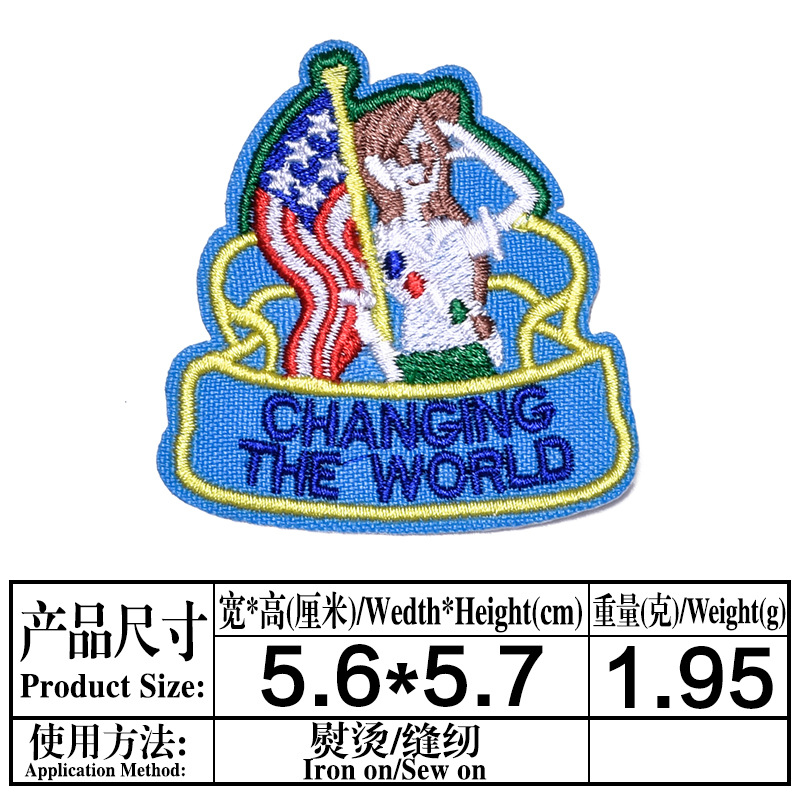 CHANGING
THE WORLD
产品尺寸
Product Size:
宽*高(厘米)/Wedth*Height(cm)
重量(克)/Weight(g)
5.6*5.7
1.95
使用方法:
Application Method:
熨烫/缝纫
Iron on/Sew on